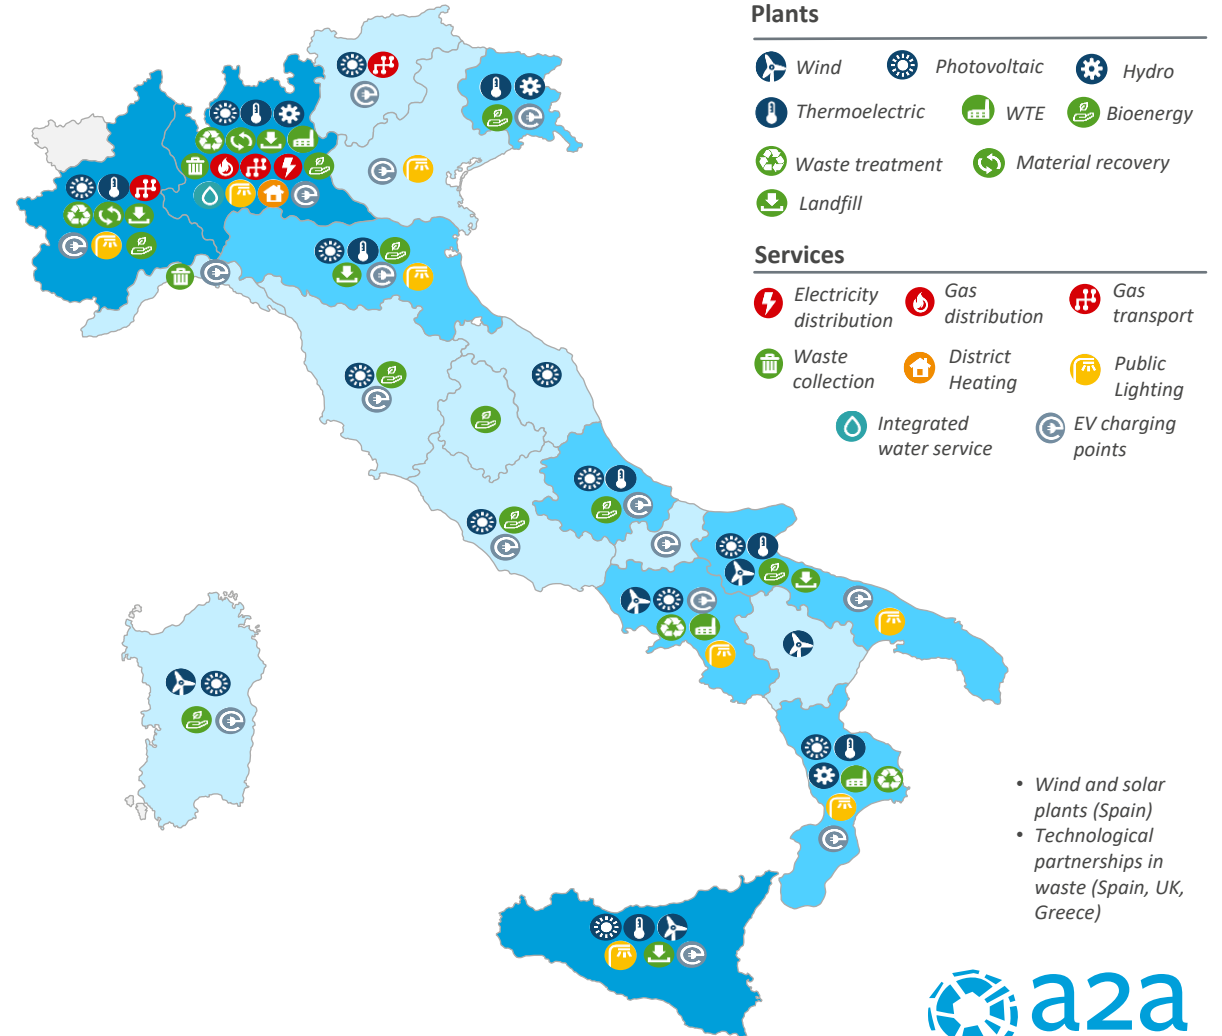 Plants
Wind
Photovoltaic
Hydro
Thermoelectric
WTE
Bioenergy
Waste treatment
Material recovery
Landfill
Services
Electricity
distribution
Gas
distribution
Gas
transport
Waste
collection
District
Heating
Public
Lighting
Integrated
water service
EV charging
points
• Wind and solar
plants (Spain)
• Technological
partnerships in
waste (Spain, UK,
Greece)
a2a